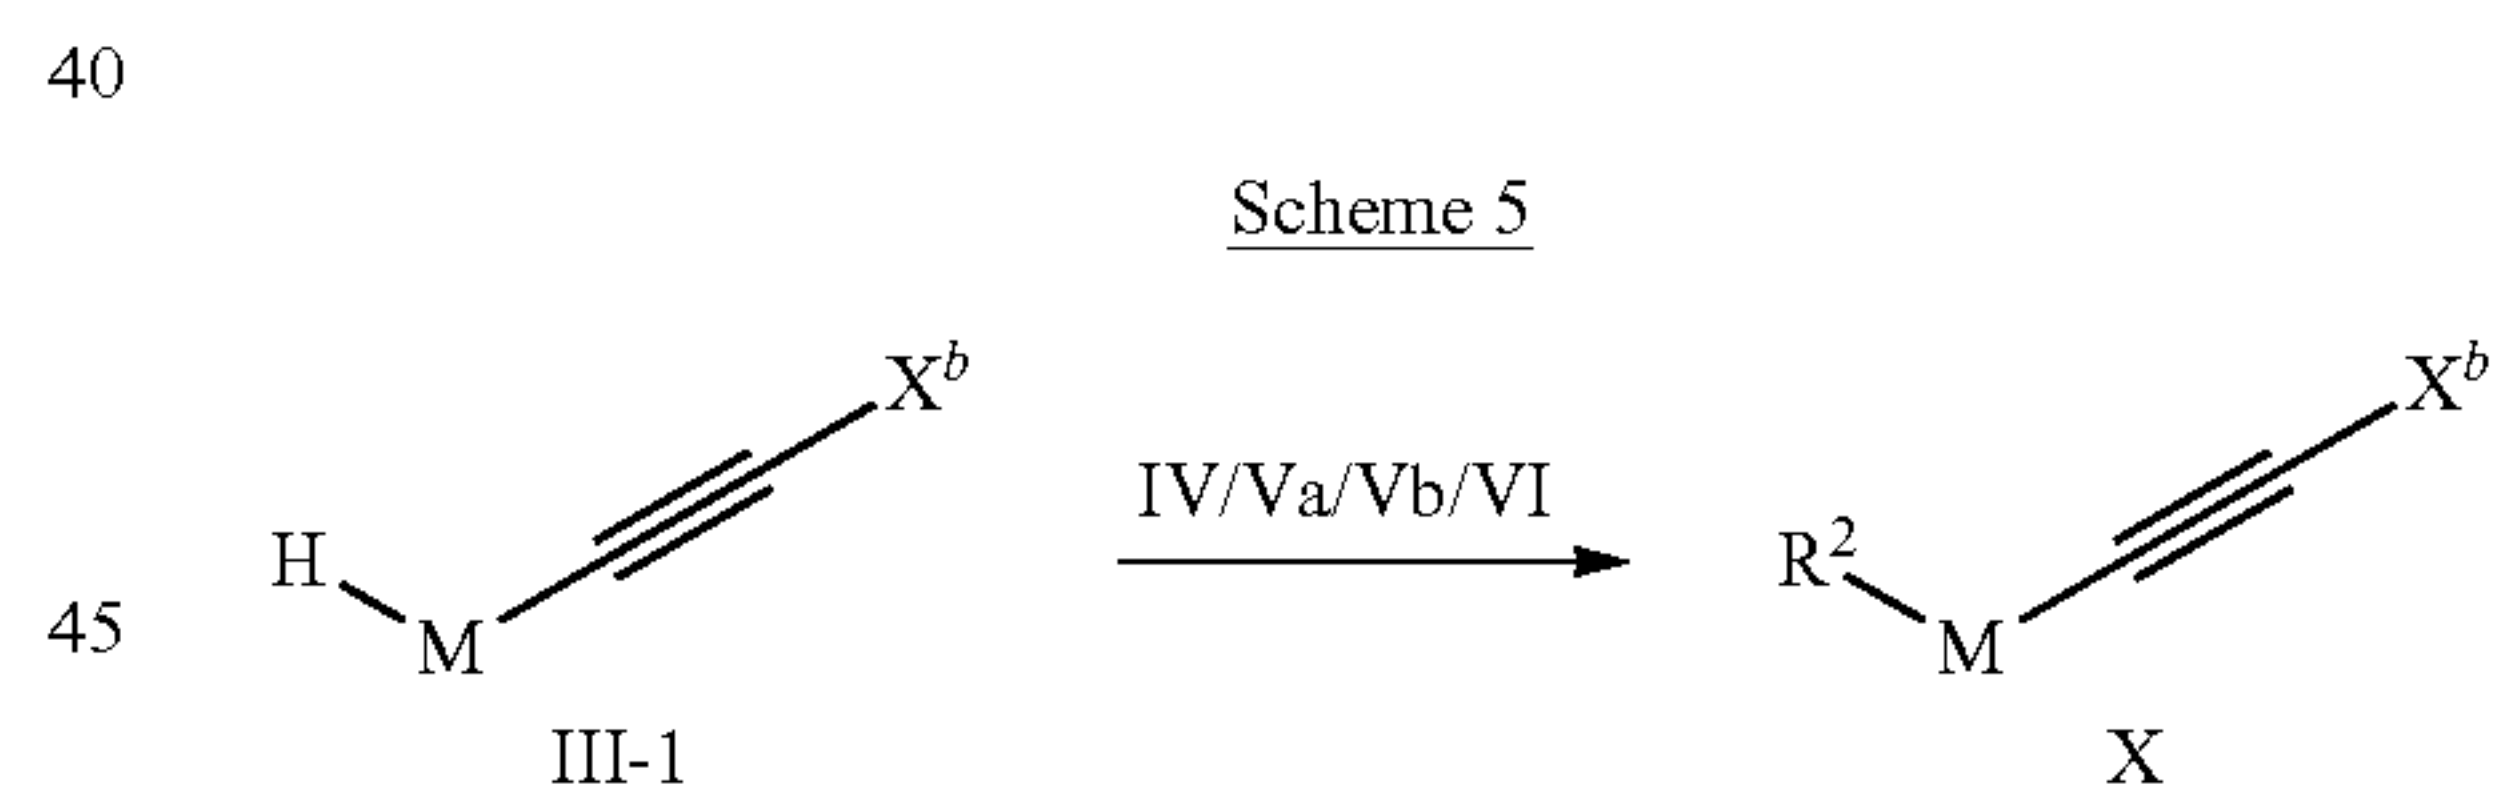 40
Scheme 5
X^b X^b
IV/Va/Vb/VI
H R^2
45 M M
III-1 X